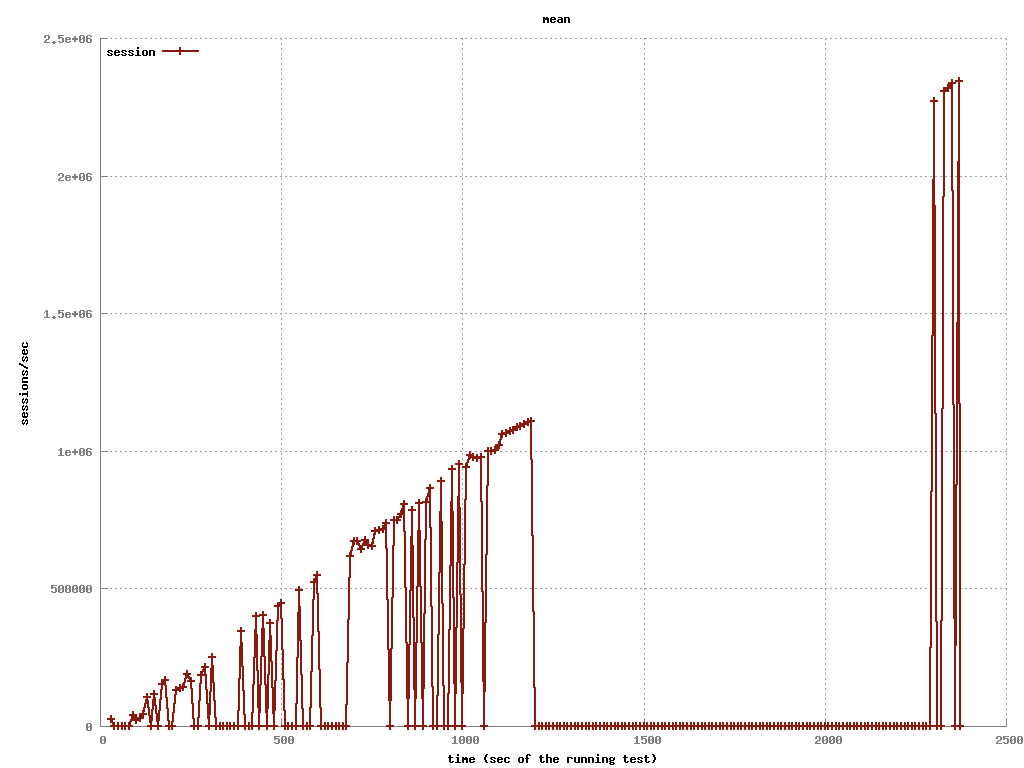 mean
session
2.5e+06
2e+06
1.5e+06
1e+06
500000
0
sessions/sec
0 500 1000 1500 2000 2500
time (sec of the running test)